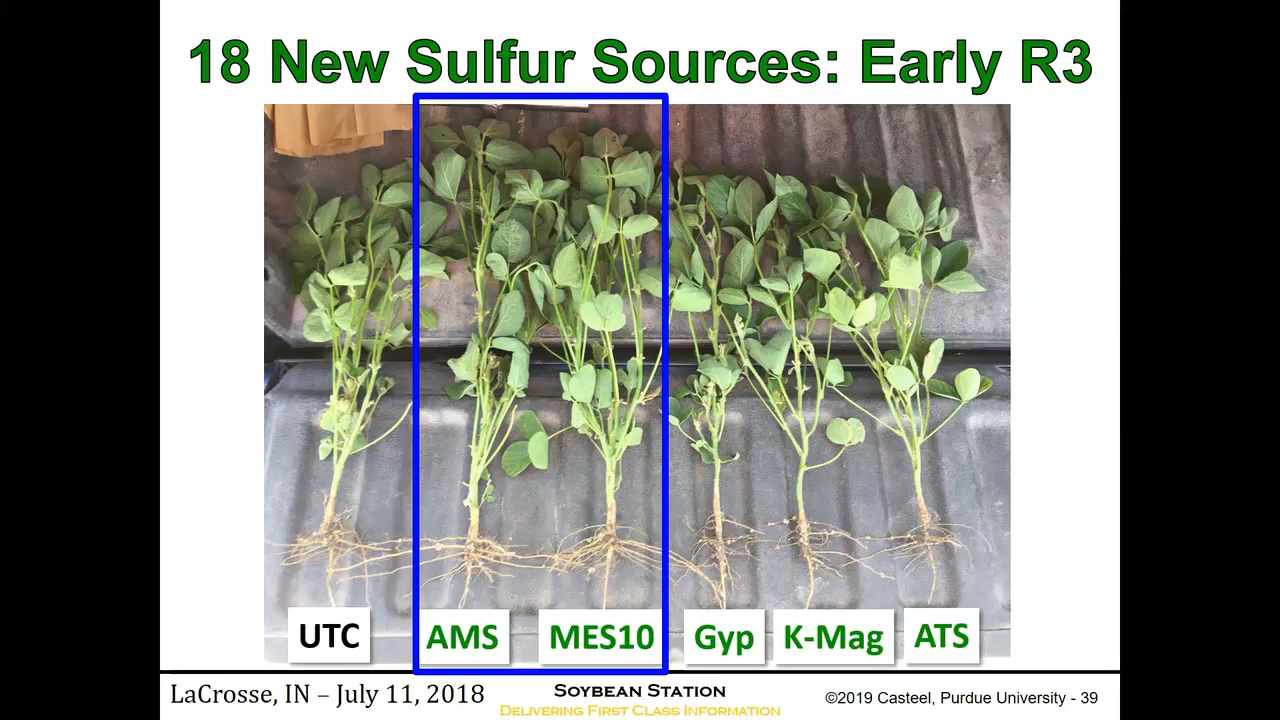 18 New Sulfur Sources: Early R3
UTC
AMS
MES10
Gyp
K-Mag
ATS
LaCrosse, IN – July 11, 2018
SOYBEAN STATION
DELIVERING FIRST CLASS INFORMATION
©2019 Casteel, Purdue University - 39